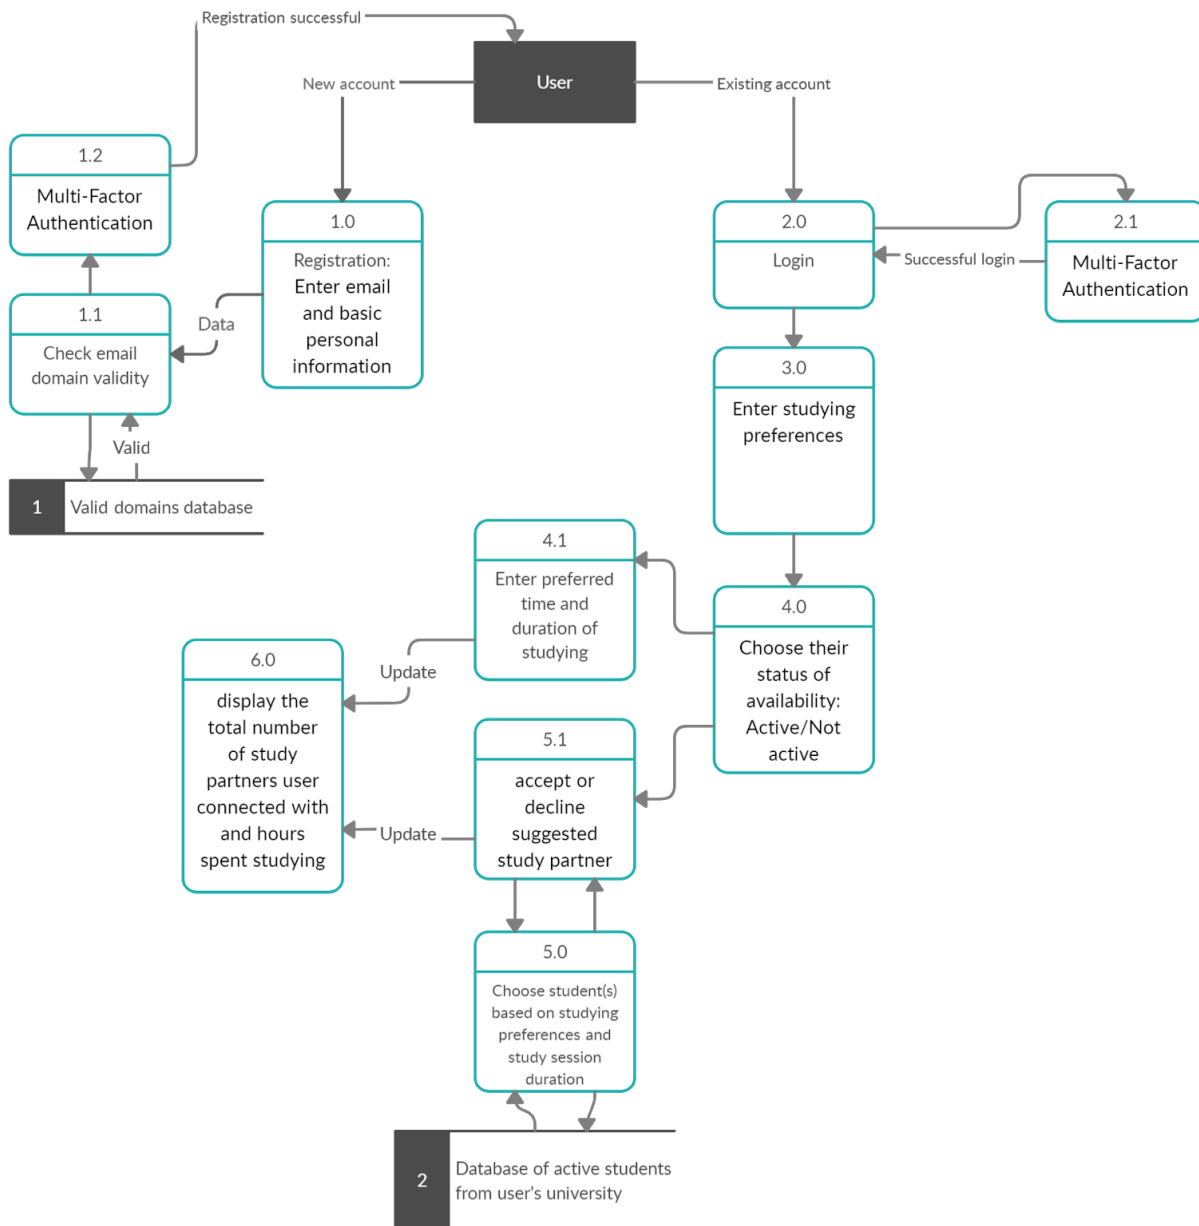 Registration successful
User
New account
Existing account
1.2
Multi-Factor
Authentication
1.0
Registration:
Enter email
and basic
personal
information
2.0
Login
2.1
Multi-Factor
Authentication
Successful login
Data
1.1
Check email
domain validity
Valid
1
Valid domains database
3.0
Enter studying
preferences
4.1
Enter preferred
time and
duration of
studying
4.0
Choose their
status of
availability:
Active/Not
active
Update
6.0
display the
total number
of study
partners user
connected with
and hours
spent studying
5.1
accept or
decline
suggested
study partner
Update
5.0
Choose student(s)
based on studying
preferences and
study session
duration
2
Database of active students
from user's university